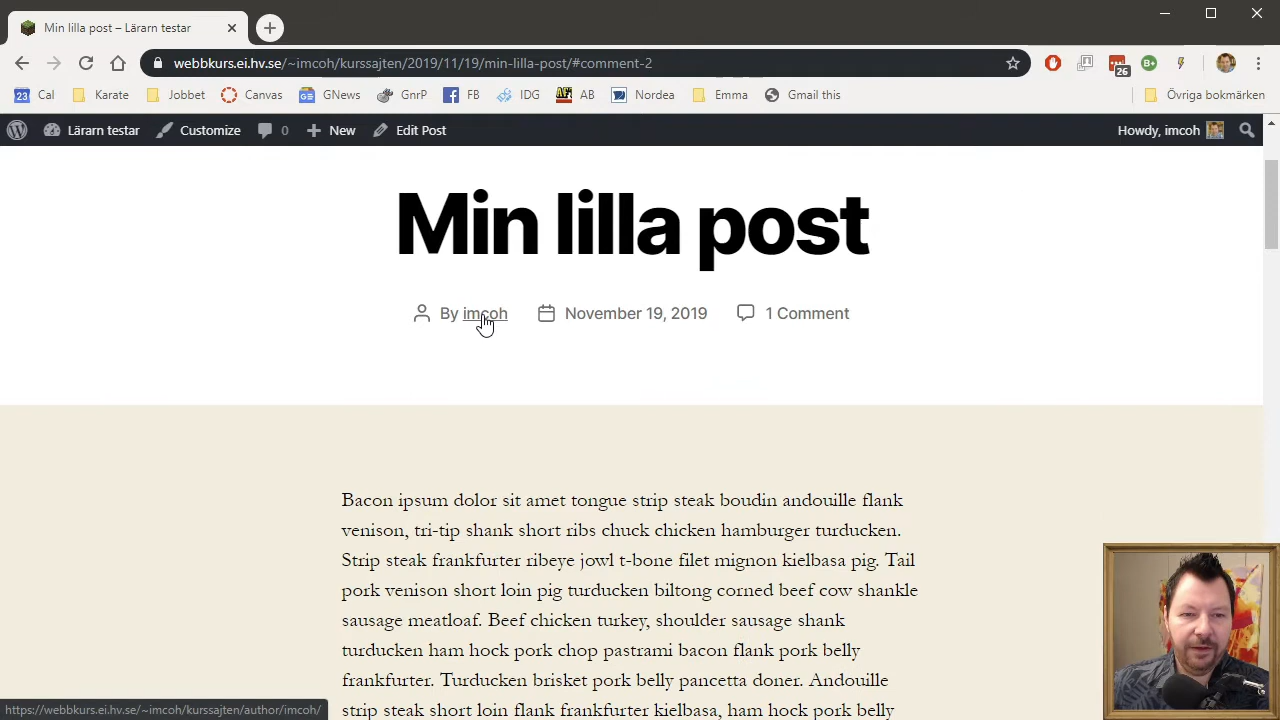 Min lilla post – Lärarn testar
webbkurs.ei.hv.se/~imcoh/kurssajten/2019/11/19/min-lilla-post/#comment-2
26
23 Cal Karate Jobbet Canvas GNews GnrP FB IDG AB Nordea Emma Gmail this Övriga bokmärken
Lärarn testar Customize 0 New Edit Post Howdy, imcoh
Min lilla post
By imcoh November 19, 2019 1 Comment
Bacon ipsum dolor sit amet tongue strip steak boudin andouille flank
venison, tri-tip shank short ribs chuck chicken hamburger turducken.
Strip steak frankfurter ribeye jowl t-bone filet mignon kielbasa pig. Tail
pork venison short loin pig turducken biltong corned beef cow shankle
sausage meatloaf. Beef chicken turkey, shoulder sausage shank
turducken ham hock pork chop pastrami bacon flank pork belly
frankfurter. Turducken brisket pork belly pancetta doner. Andouille
strip steak short loin flank frankfurter kielbasa, ham hock pork belly
https://webbkurs.ei.hv.se/~imcoh/kurssajten/author/imcoh/